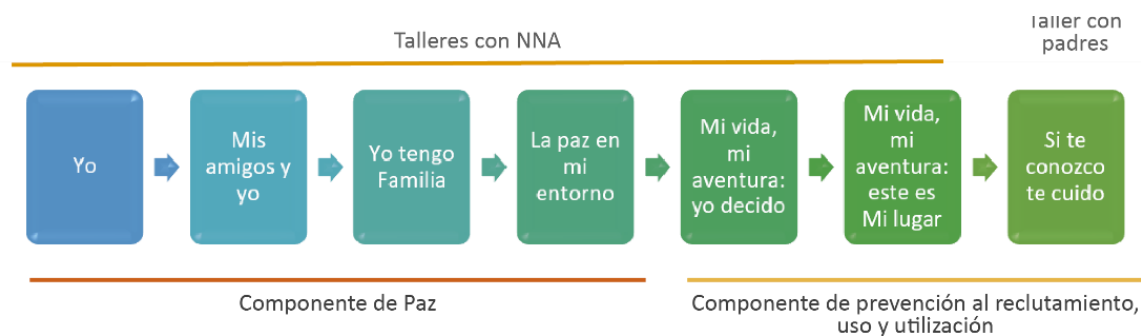 Talleres con NNA
Taller con
padres
Yo
Mis
amigos y
yo
Yo tengo
Familia
La paz en
mi
entorno
Mi vida,
mi
aventura:
yo decido
Mi vida,
mi
aventura:
este es
Mi lugar
Si te
conozco
te cuido
Componente de Paz
Componente de prevención al reclutamiento,
uso y utilización